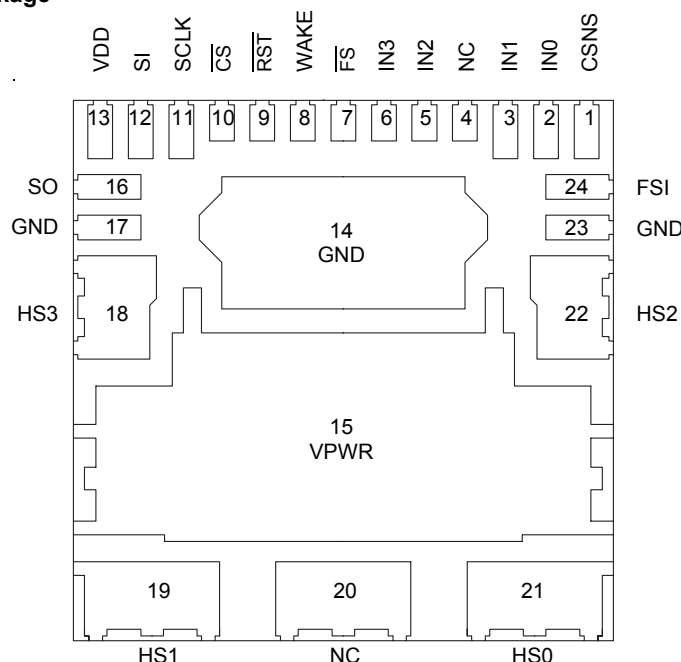 kage
VDD
SI
SCLK
CS
RST
WAKE
FS
IN3
IN2
NC
IN1
IN0
CSNS
13 12 11 10 9 8 7 6 5 4 3 2 1
SO 16 24 FSI
GND 17 14 23 GND
GND
HS3 18 22 HS2
15
VPWR
19 20 21
HS1 NC HS0